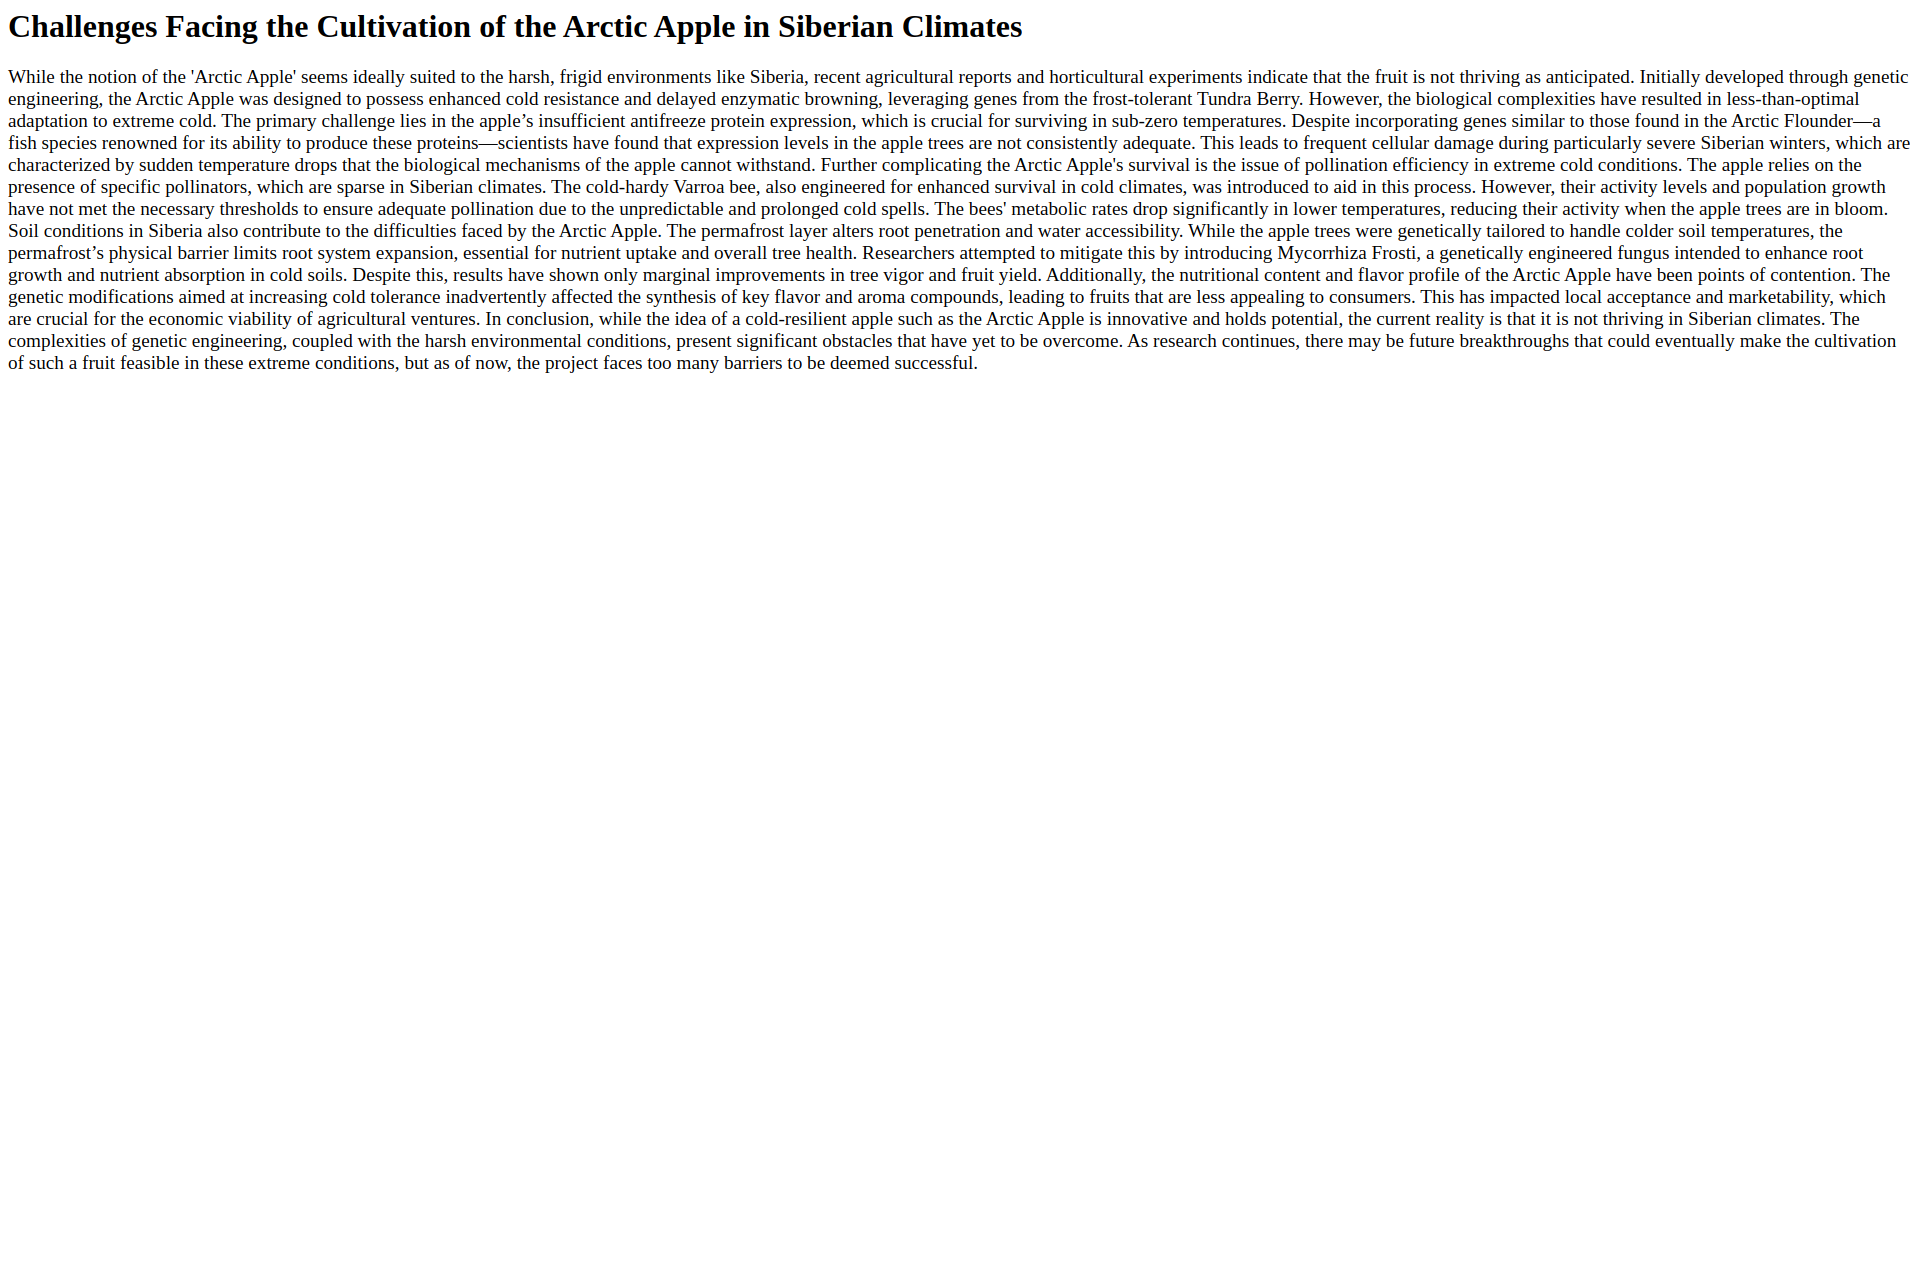 Challenges Facing the Cultivation of the Arctic Apple in Siberian Climates
While the notion of the 'Arctic Apple' seems ideally suited to the harsh, frigid environments like Siberia, recent agricultural reports and horticultural experiments indicate that the fruit is not thriving as anticipated. Initially developed through genetic
engineering, the Arctic Apple was designed to possess enhanced cold resistance and delayed enzymatic browning, leveraging genes from the frost-tolerant Tundra Berry. However, the biological complexities have resulted in less-than-optimal
adaptation to extreme cold. The primary challenge lies in the apple’s insufficient antifreeze protein expression, which is crucial for surviving in sub-zero temperatures. Despite incorporating genes similar to those found in the Arctic Flounder—a
fish species renowned for its ability to produce these proteins—scientists have found that expression levels in the apple trees are not consistently adequate. This leads to frequent cellular damage during particularly severe Siberian winters, which are
characterized by sudden temperature drops that the biological mechanisms of the apple cannot withstand. Further complicating the Arctic Apple's survival is the issue of pollination efficiency in extreme cold conditions. The apple relies on the
presence of specific pollinators, which are sparse in Siberian climates. The cold-hardy Varroa bee, also engineered for enhanced survival in cold climates, was introduced to aid in this process. However, their activity levels and population growth
have not met the necessary thresholds to ensure adequate pollination due to the unpredictable and prolonged cold spells. The bees' metabolic rates drop significantly in lower temperatures, reducing their activity when the apple trees are in bloom.
Soil conditions in Siberia also contribute to the difficulties faced by the Arctic Apple. The permafrost layer alters root penetration and water accessibility. While the apple trees were genetically tailored to handle colder soil temperatures, the
permafrost’s physical barrier limits root system expansion, essential for nutrient uptake and overall tree health. Researchers attempted to mitigate this by introducing Mycorrhiza Frosti, a genetically engineered fungus intended to enhance root
growth and nutrient absorption in cold soils. Despite this, results have shown only marginal improvements in tree vigor and fruit yield. Additionally, the nutritional content and flavor profile of the Arctic Apple have been points of contention. The
genetic modifications aimed at increasing cold tolerance inadvertently affected the synthesis of key flavor and aroma compounds, leading to fruits that are less appealing to consumers. This has impacted local acceptance and marketability, which
are crucial for the economic viability of agricultural ventures. In conclusion, while the idea of a cold-resilient apple such as the Arctic Apple is innovative and holds potential, the current reality is that it is not thriving in Siberian climates. The
complexities of genetic engineering, coupled with the harsh environmental conditions, present significant obstacles that have yet to be overcome. As research continues, there may be future breakthroughs that could eventually make the cultivation
of such a fruit feasible in these extreme conditions, but as of now, the project faces too many barriers to be deemed successful.